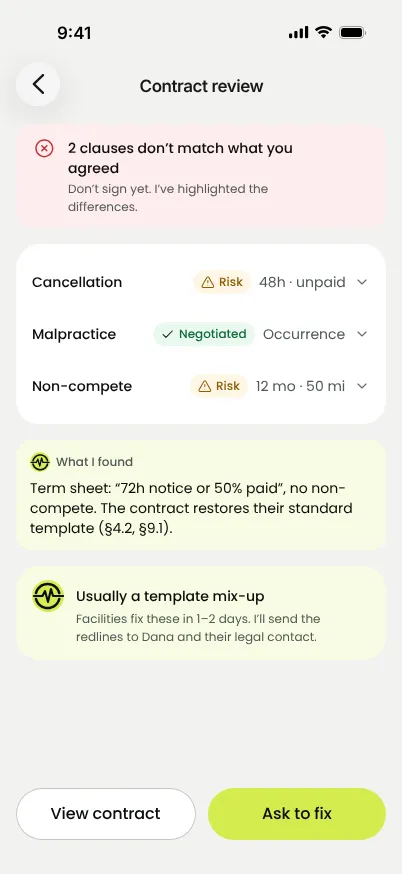 9:41
Contract review
2 clauses don’t match what you
agreed
Don’t sign yet. I’ve highlighted the
differences.
Cancellation Risk 48h · unpaid
Malpractice Negotiated Occurrence
Non-compete Risk 12 mo · 50 mi
What I found
Term sheet: “72h notice or 50% paid”, no non-
compete. The contract restores their standard
template (§4.2, §9.1).
Usually a template mix-up
Facilities fix these in 1–2 days. I’ll send the
redlines to Dana and their legal contact.
View contract Ask to fix